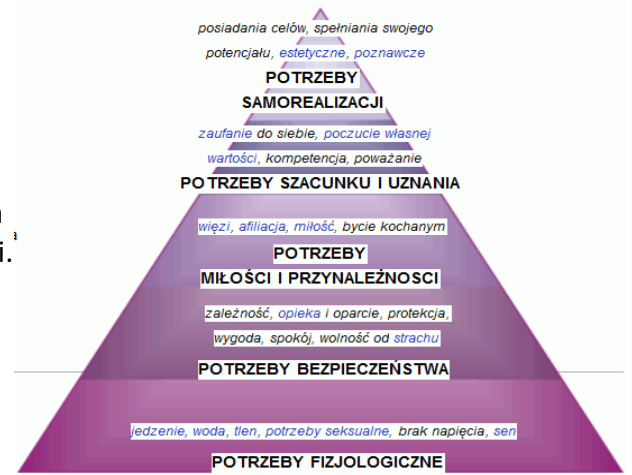 posiadania celów, spełniania swojego
potencjału, estetyczne, poznawcze
POTRZEBY
SAMOREALIZACJI
zaufanie do siebie, poczucie własnej
wartości, kompetencja, poważanie
POTRZEBY SZACUNKU I UZNANIA
więzi, afiliacja, miłość, bycie kochanym
POTRZEBY
MIŁOŚCI I PRZYNALEŻNOŚCI
zależność, opieka i oparcie, protekcja,
wygoda, spokój, wolność od strachu
POTRZEBY BEZPIECZEŃSTWA
jedzenie, woda, tlen, potrzeby seksualne, brak napięcia, sen
POTRZEBY FIZJOLOGICZNE